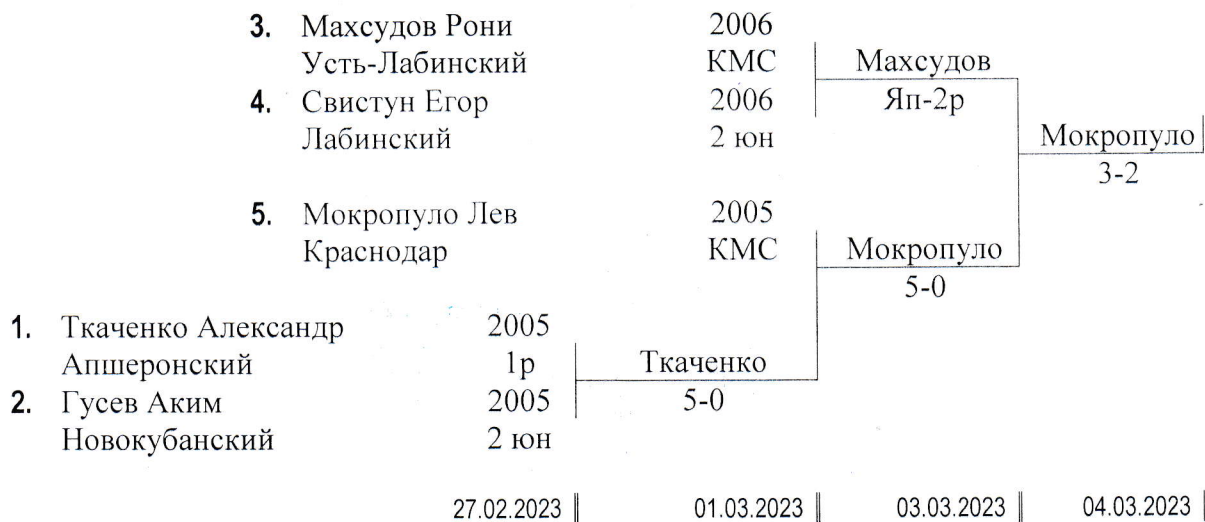 3. Махсудов Рони 2006
Усть-Лабинский КМС Махсудов
4. Свистун Егор 2006 Яп-2р
Лабинский 2 юн Мокропуло
3-2
5. Мокропуло Лев 2005
Краснодар КМС Мокропуло
5-0
1. Ткаченко Александр 2005
Апшеронский 1р Ткаченко
2. Гусев Аким 2005 5-0
Новокубанский 2 юн
27.02.2023 01.03.2023 03.03.2023 04.03.2023